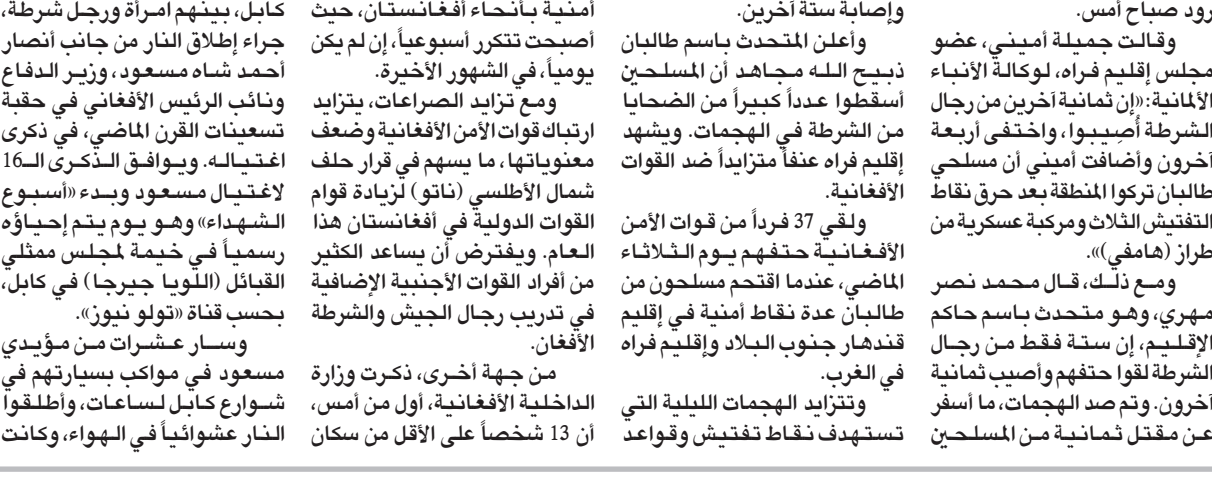 رود صباح أمس.
وقالت جميلة أميني، عضو
مجلس إقليم فراه، لوكالة الأنباء
الألمانية: «إن ثمانية آخرين من رجال
الشرطة أُصِيبوا، واختفى أربعة
آخرون وأضافت أميني أن مسلحي
طالبان تركوا المنطقة بعد حرق نقاط
التفتيش الثلاث ومركبة عسكرية من
طراز (هامفي)».
ومع ذلك، قال محمد نصر
مهري، وهو متحدث باسم حاكم
الإقليم، إن ستة فقط من رجال
الشرطة لقوا حتفهم وأصيب ثمانية
آخرون. وتم صد الهجمات، ما أسفر
عن مقتل ثمانية من المسلحين
وإصابة ستة آخرين.
وأعلن المتحدث باسم طالبان
ذبيح الله مجاهد أن المسلحين
أسقطوا عدداً كبيراً من الضحايا
من الشرطة في الهجمات. ويشهد
إقليم فراه عنفاً متزايداً ضد القوات
الأفغانية.
ولقي 37 فرداً من قوات الأمن
الأفغانية حتفهم يوم الثلاثاء
الماضي، عندما اقتحم مسلحون من
طالبان عدة نقاط أمنية في إقليم
قندهار جنوب البلاد وإقليم فراه
في الغرب.
وتتزايد الهجمات الليلية التي
تستهدف نقاط تفتيش وقواعد
أمنية بأنحاء أفغانستان، حيث
أصبحت تتكرر أسبوعياً، إن لم يكن
يومياً، في الشهور الأخيرة.
ومع تزايد الصراعات، يتزايد
ارتباك قوات الأمن الأفغانية وضعف
معنوياتها، ما يسهم في قرار حلف
شمال الأطلسي (ناتو) لزيادة قوام
القوات الدولية في أفغانستان هذا
العام. ويفترض أن يساعد الكثير
من أفراد القوات الأجنبية الإضافية
في تدريب رجال الجيش والشرطة
الأفغان.
من جهة أخرى، ذكرت وزارة
الداخلية الأفغانية، أول من أمس،
أن 13 شخصاً على الأقل من سكان
كابل، بينهم امرأة ورجل شرطة،
جراء إطلاق النار من جانب أنصار
أحمد شاه مسعود، وزير الدفاع
ونائب الرئيس الأفغاني في حقبة
تسعينات القرن الماضي، في ذكرى
اغتياله. ويوافق الذكرى الـ16
لاغتيال مسعود وبدء «أسبوع
الشهداء» وهو يوم يتم إحياؤه
رسمياً في خيمة لمجلس ممثلي
القبائل (اللويا جيرجا) في كابل،
بحسب قناة «تولو نيوز».
وسار عشرات من مؤيدي
مسعود في مواكب بسيارتهم في
شوارع كابل لساعات، وأطلقوا
النار عشوائياً في الهواء، وكانت